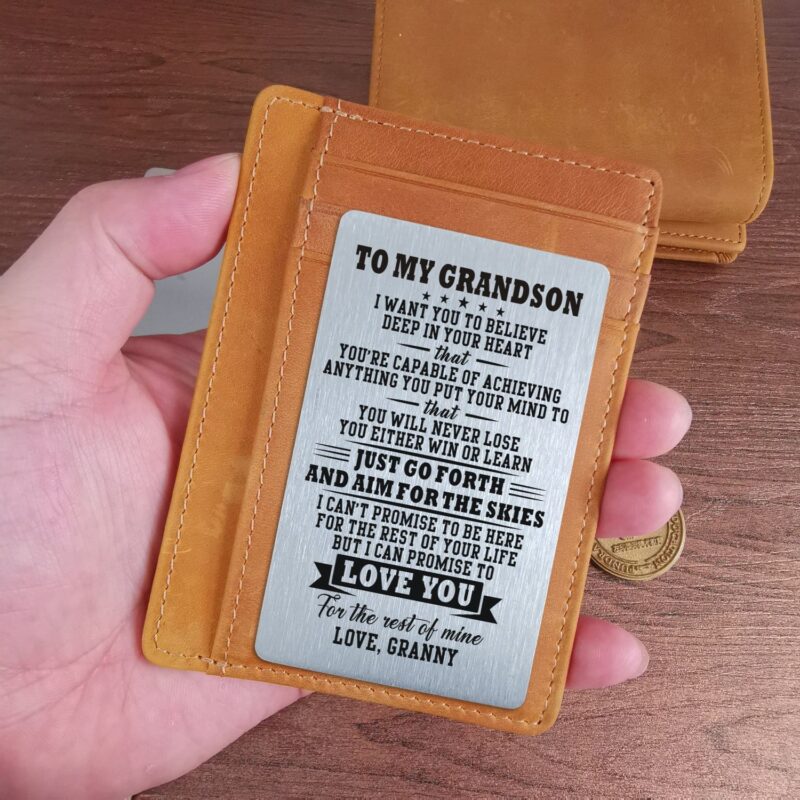 TO MY GRANDSON
I WANT YOU TO BELIEVE
DEEP IN YOUR HEART
that
YOU'RE CAPABLE OF ACHIEVING
ANYTHING YOU PUT YOUR MIND TO
that
YOU WILL NEVER LOSE
YOU EITHER WIN OR LEARN
JUST GO FORTH
AND AIM FOR THE SKIES
I CAN'T PROMISE TO BE HERE
FOR THE REST OF YOUR LIFE
BUT I CAN PROMISE TO
LOVE YOU
For the rest of mine
LOVE, GRANNY